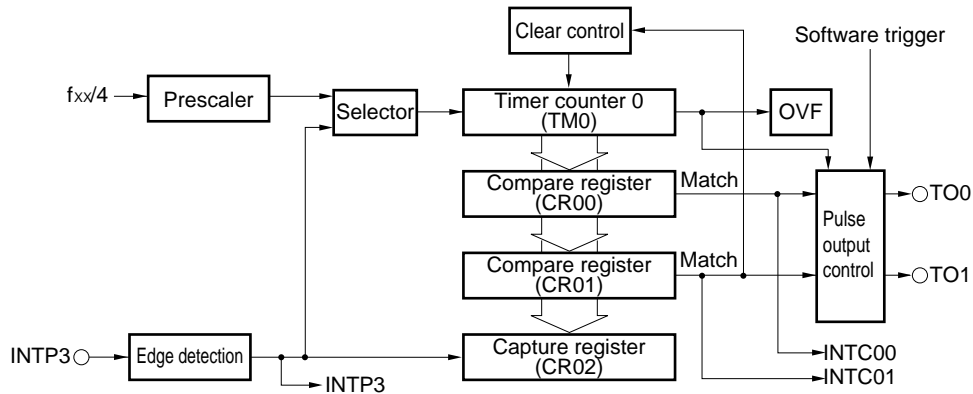 Clear control
Software trigger
fxx/4
Prescaler
Selector
Timer counter 0
(TM0)
OVF
Compare register
(CR00)
Match
Pulse
output
control
TO0
Compare register
(CR01)
Match
TO1
INTP3
Edge detection
Capture register
(CR02)
INTP3
INTC00
INTC01